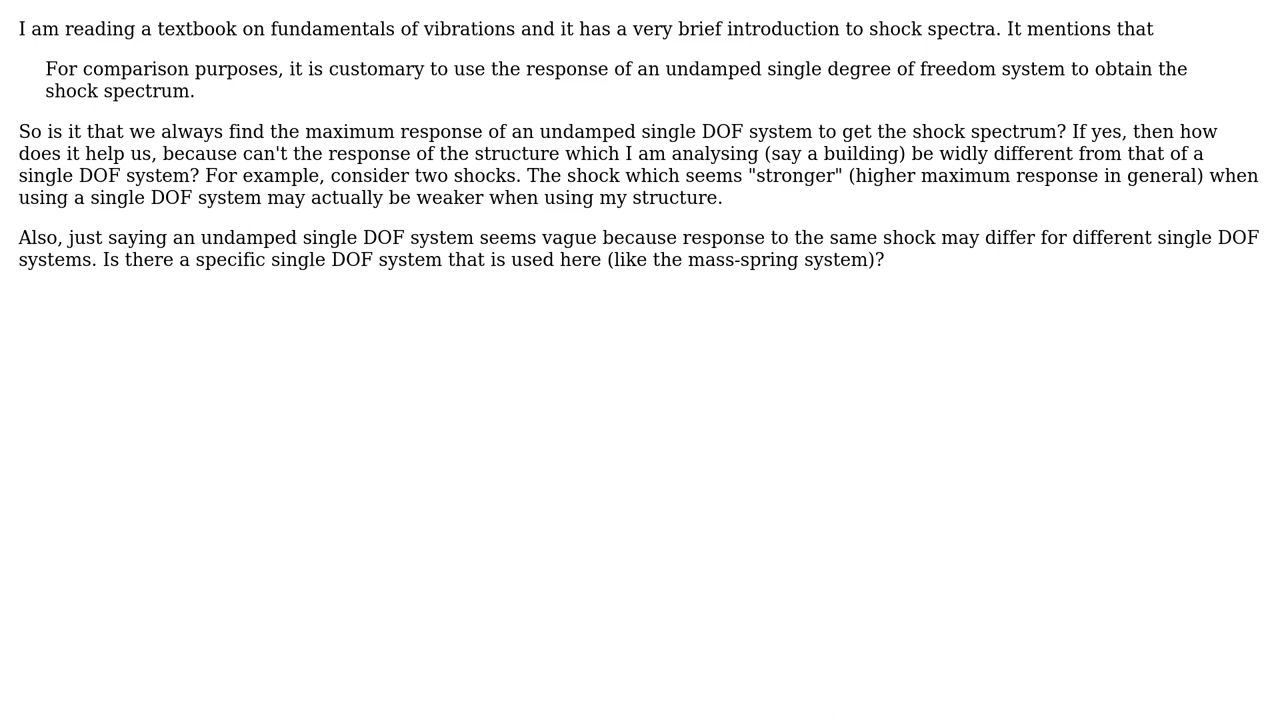 I am reading a textbook on fundamentals of vibrations and it has a very brief introduction to shock spectra. It mentions that
For comparison purposes, it is customary to use the response of an undamped single degree of freedom system to obtain the
shock spectrum.
So is it that we always find the maximum response of an undamped single DOF system to get the shock spectrum? If yes, then how
does it help us, because can't the response of the structure which I am analysing (say a building) be widly different from that of a
single DOF system? For example, consider two shocks. The shock which seems "stronger" (higher maximum response in general) when
using a single DOF system may actually be weaker when using my structure.
Also, just saying an undamped single DOF system seems vague because response to the same shock may differ for different single DOF
systems. Is there a specific single DOF system that is used here (like the mass-spring system)?